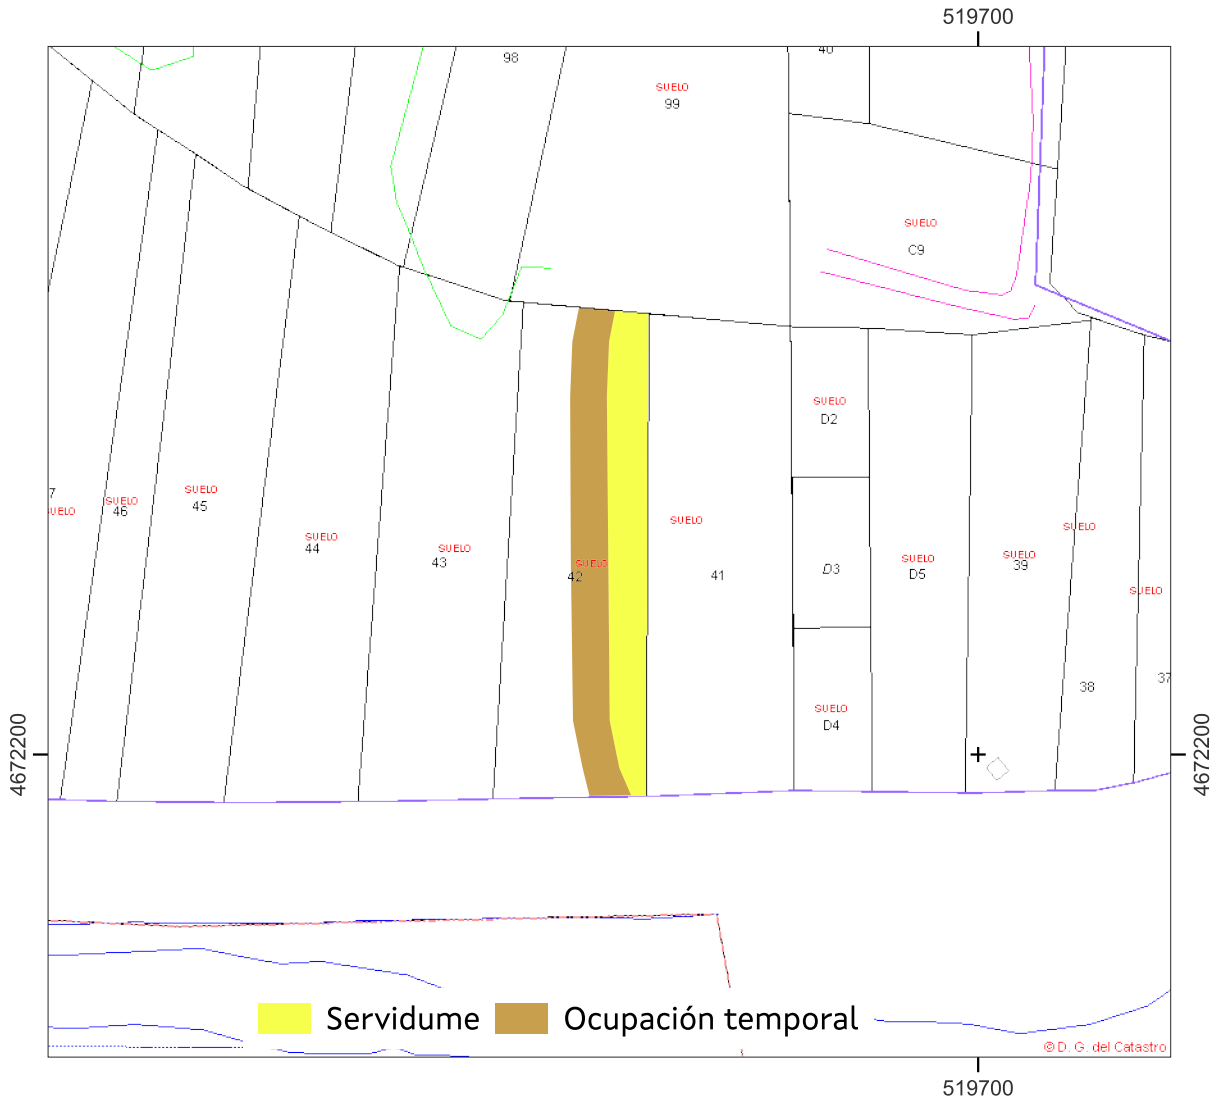 519700
98
40
SUELO
99
SUELO
C9
SUELO
D2
7
SUELO
46
SUELO
45
SUELO
44
SUELO
43
SUELO
42
SUELO
41
D3
SUELO
D5
SUELO
39
SUELO
SUELO
37
38
SUELO
D4
4672200
4672200
Servidume
Ocupación temporal
© D. G. del Catastro
519700